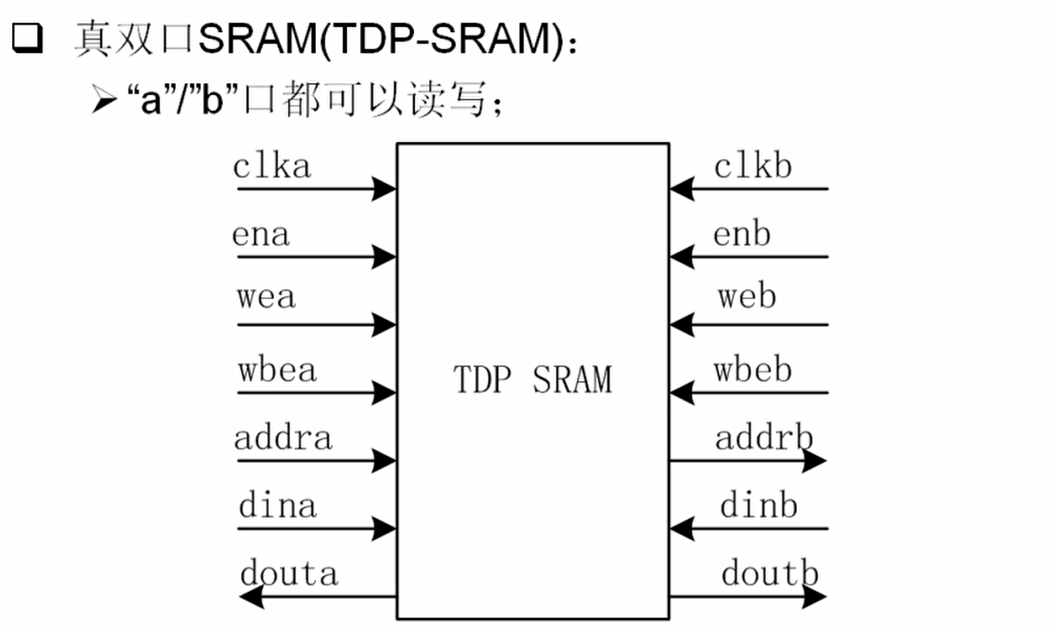 真双口SRAM(TDP-SRAM)：
“a”/”b”口都可以读写；
clka
clkb
ena
enb
wea
web
wbea
wbeb
TDP SRAM
addra
addrb
dina
dinb
douta
doutb